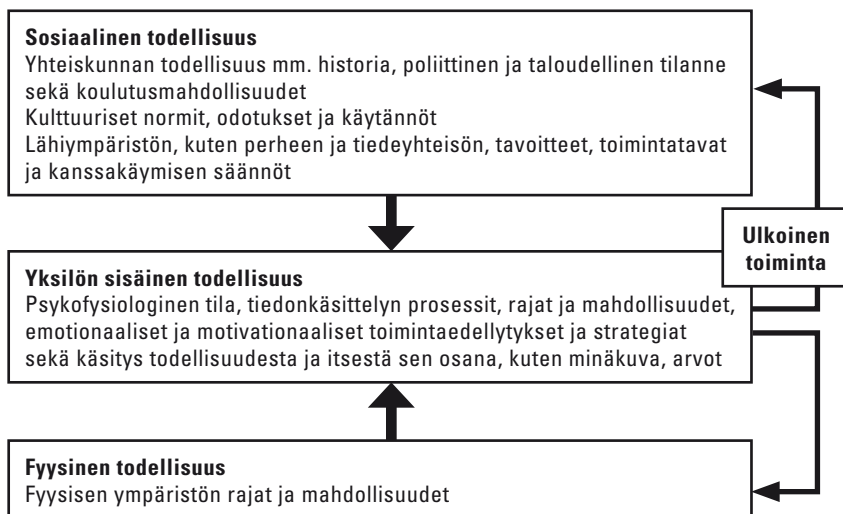 Sosiaalinen todellisuus
Yhteiskunnan todellisuus mm. historia, poliittinen ja taloudellinen tilanne
sekä koulutusmahdollisuudet
Kulttuuriset normit, odotukset ja käytännöt
Lähiympäristön, kuten perheen ja tiedeyhteisön, tavoitteet, toimintatavat
ja kanssakäymisen säännöt
Ulkoinen
toiminta
Yksilön sisäinen todellisuus
Psykofysiologinen tila, tiedonkäsittelyn prosessit, rajat ja mahdollisuudet,
emotionaaliset ja motivationaaliset toimintaedellytykset ja strategiat
sekä käsitys todellisuudesta ja itsestä sen osana, kuten minäkuva, arvot
Fyysinen todellisuus
Fyysisen ympäristön rajat ja mahdollisuudet